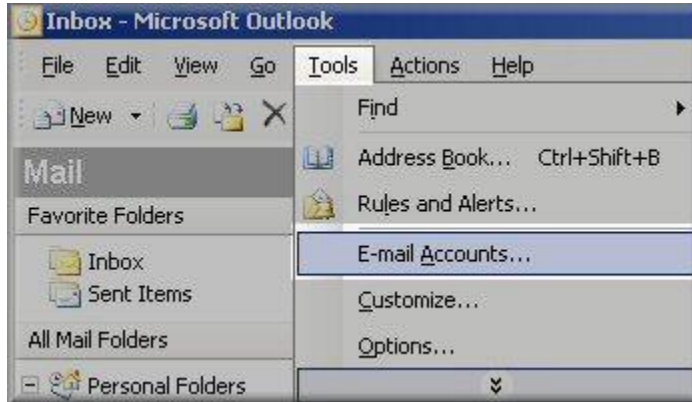 Inbox - Microsoft Outlook
File Edit View Go Tools Actions Help
New
Find
Mail
Address Book... Ctrl+Shift+B
Favorite Folders
Rules and Alerts...
Inbox
E-mail Accounts...
Sent Items
Customize...
All Mail Folders
Options...
Personal Folders